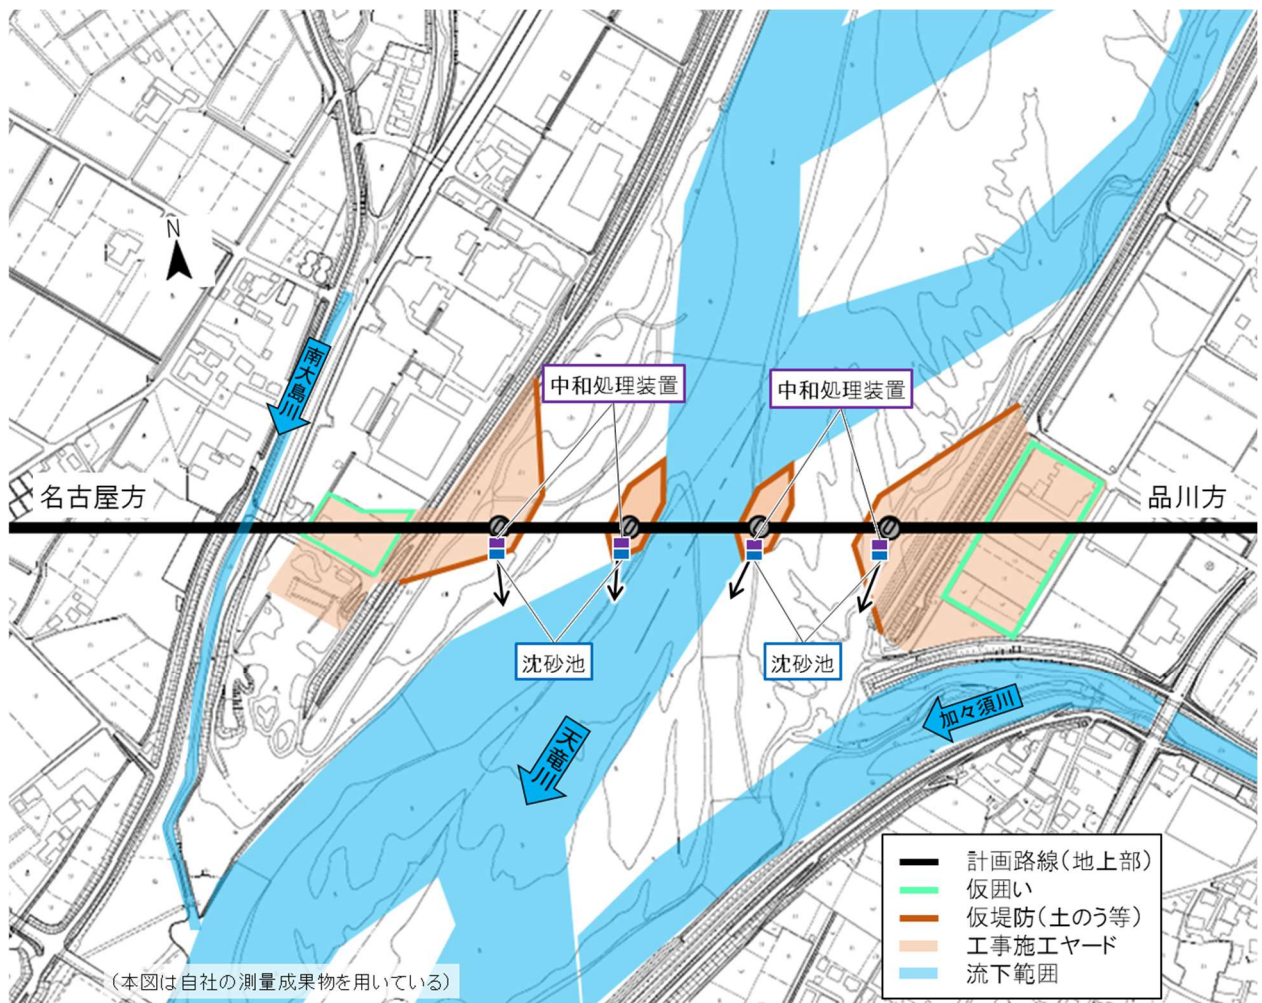 N
南大島川
中和処理装置
中和処理装置
名古屋方
品川方
沈砂池
沈砂池
加々須川
天竜川
計画路線(地上部)
仮囲い
仮堤防(土のう等)
工事施工ヤード
流下範囲
(本図は自社の測量成果物を用いている)